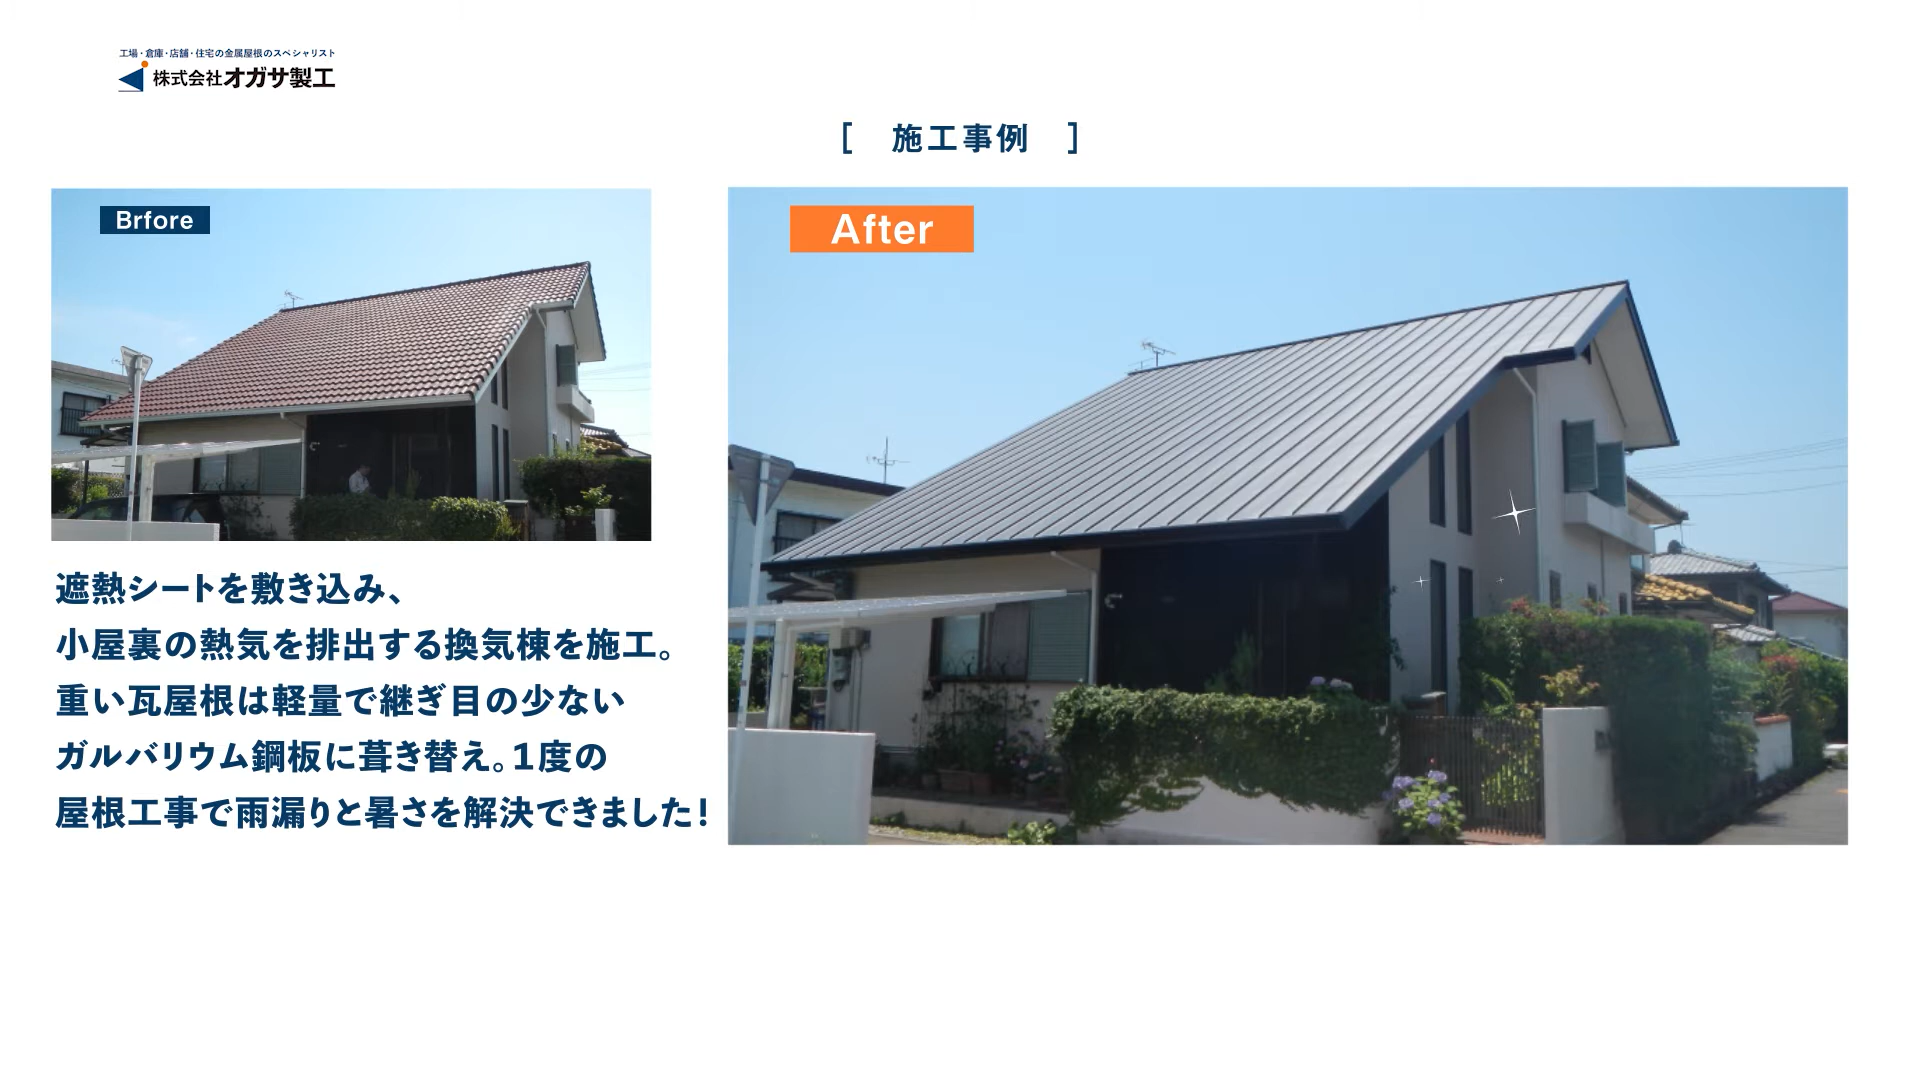 工場・倉庫・店舗・住宅の金属屋根のスペシャリスト
株式会社オガサ製工
[ 施工事例 ]
Brfore
After
遮熱シートを敷き込み、
小屋裏の熱気を排出する換気棟を施工。
重い瓦屋根は軽量で継ぎ目の少ない
ガルバリウム鋼板に葺き替え。1度の
屋根工事で雨漏りと暑さを解決できました!